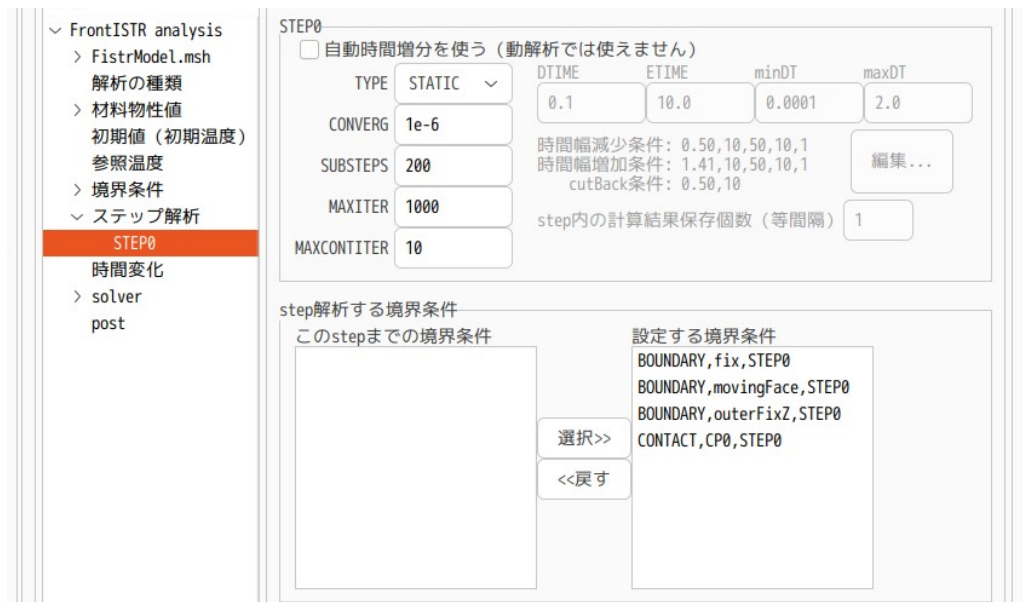 FrontISTR analysis
FistrModel.msh
解析の種類
材料物性値
初期値（初期温度）
参照温度
境界条件
ステップ解析
STEP0
時間変化
solver
post
STEP0
自動時間増分を使う（動解析では使えません）
TYPE STATIC
CONVERG 1e-6
SUBSTEPS 200
MAXITER 1000
MAXCONTITER 10
DTIME ETIME minDT maxDT
0.1 10.0 0.0001 2.0
時間幅減少条件: 0.50,10,50,10,1
時間幅増加条件: 1.41,10,50,10,1
cutBack条件: 0.50,10
編集...
step内の計算結果保存個数（等間隔） 1
step解析する境界条件
このstepまでの境界条件
選択>>
<<戻す
設定する境界条件
BOUNDARY,fix,STEP0
BOUNDARY,movingFace,STEP0
BOUNDARY,outerFixZ,STEP0
CONTACT,CP0,STEP0